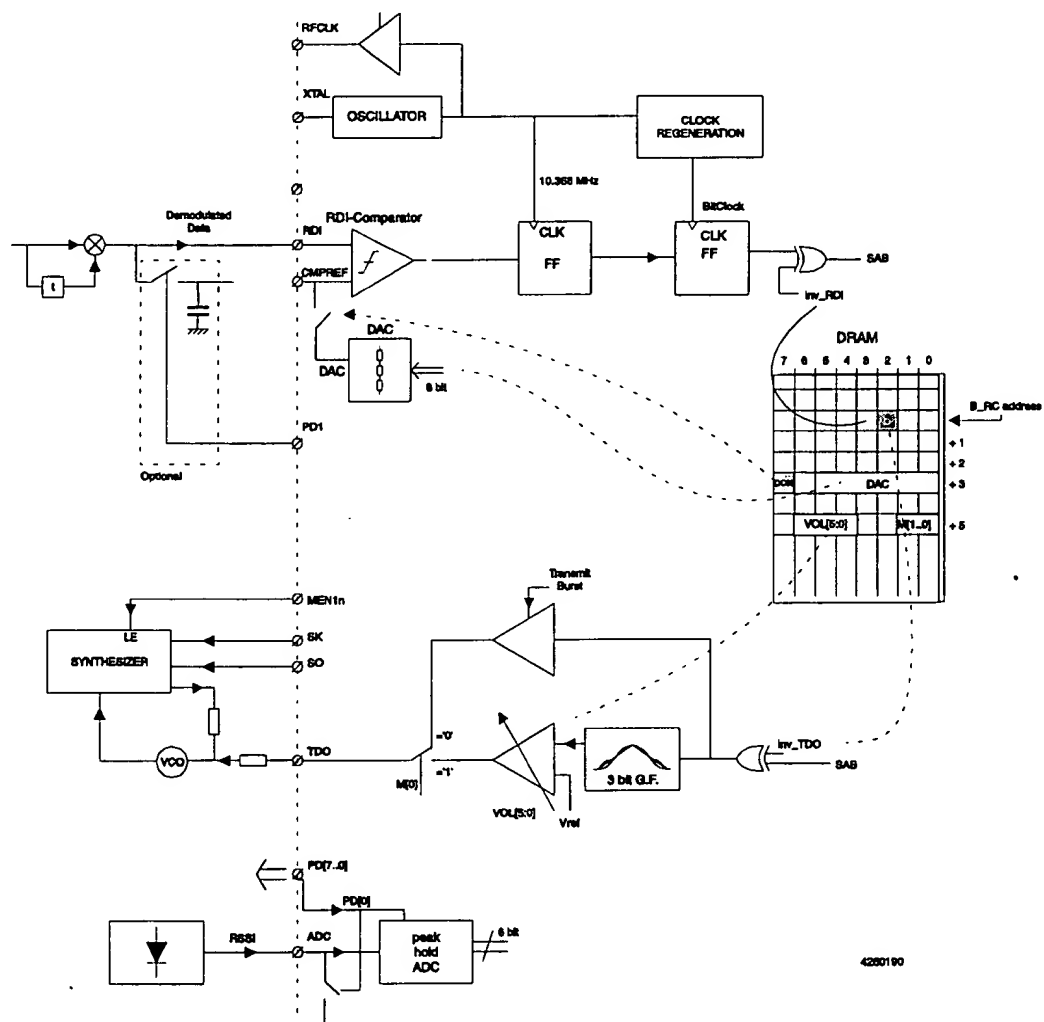 RFCLK
XTAL
OSCILLATOR
CLOCK
REGENERATION
10.368 MHz
BitClock
Demodulated
Data
RDI
RDI-Comparator
CLK
FF
CLK
FF
SAB
t
CMPREF
Inv_RDI
DAC
DAC
6 bit
DRAM
7 6 5 4 3 2 1 0
B_RC address
+ 1
+ 2
+ 3
DAC
PD1
Optional
VOL[5:0]
M[1..0]
+ 5
Transmit
Burst
MEN1n
LE
SYNTHESIZER
SK
SO
VCO
TDO
='0'
='1'
M[0]
VOL[5:0]
Vref
3 bit G.F.
Inv_TDO
SAB
PD[7..0]
PD[0]
RSSI
ADC
peak
hold
ADC
6 bit
4260190